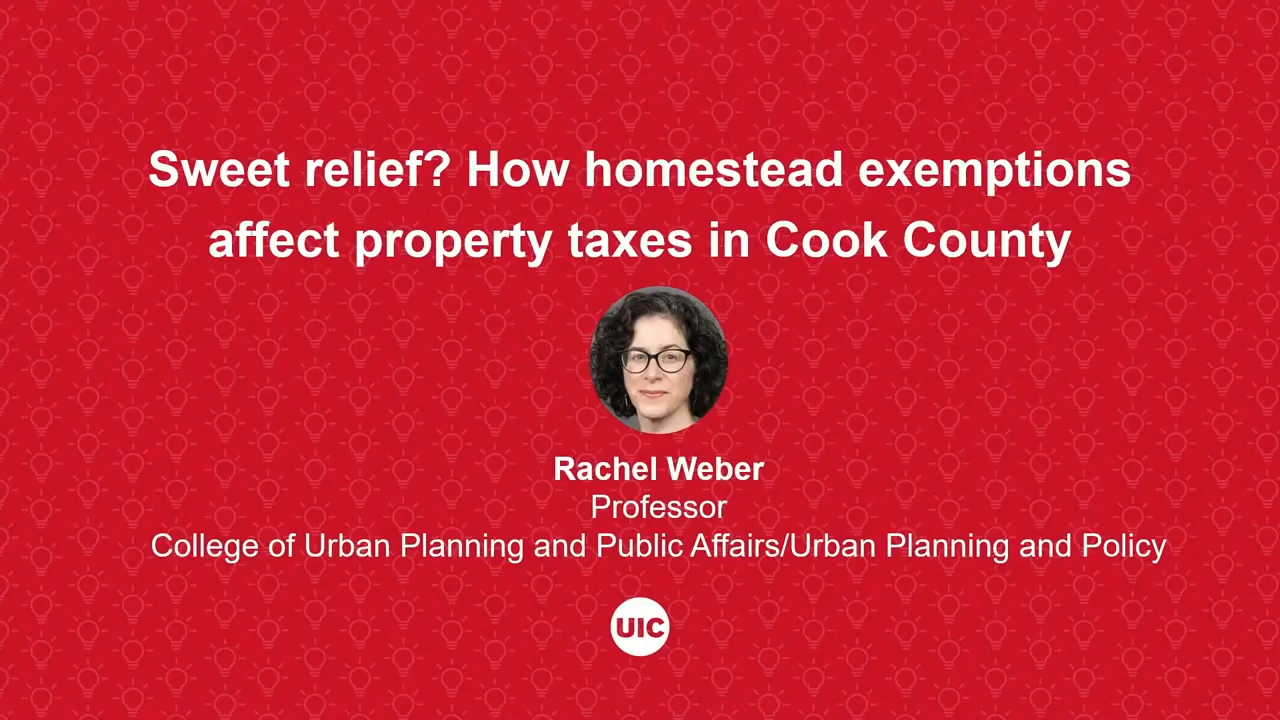 Sweet relief? How homestead exemptions
affect property taxes in Cook County
Rachel Weber
Professor
College of Urban Planning and Public Affairs/Urban Planning and Policy
UIC